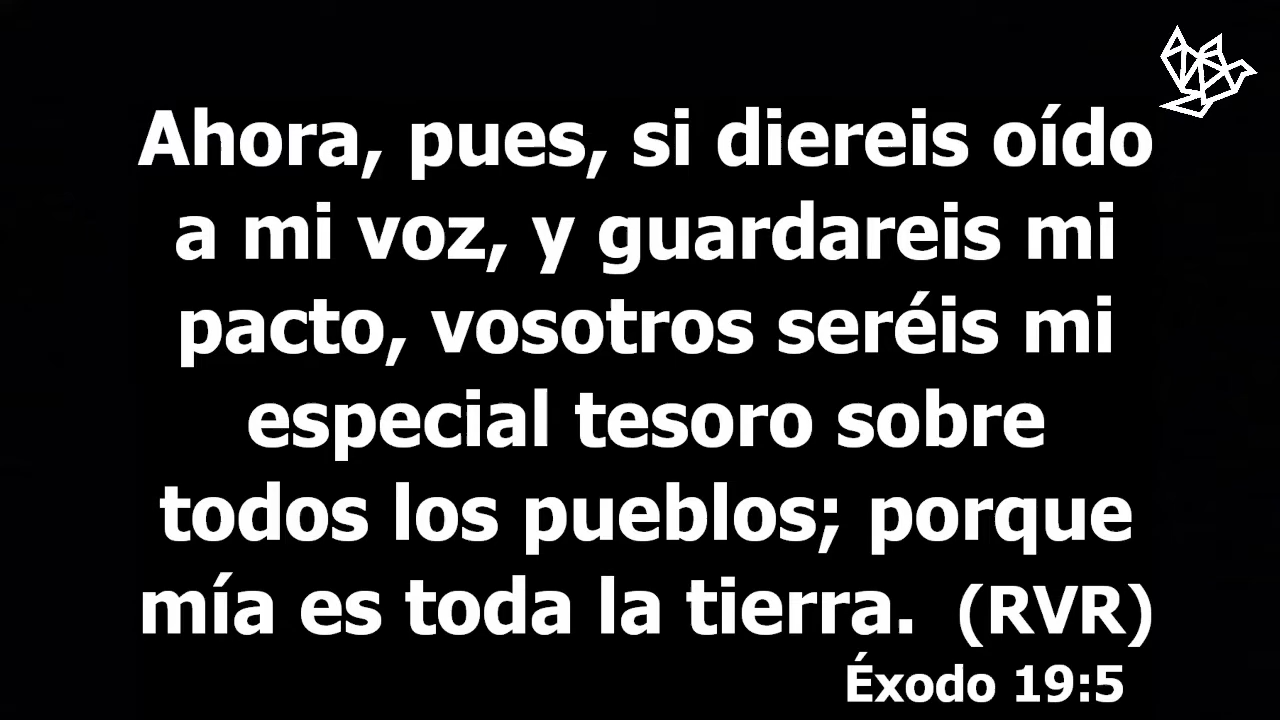 Ahora, pues, si diereis oído
a mi voz, y guardareis mi
pacto, vosotros seréis mi
especial tesoro sobre
todos los pueblos; porque
mía es toda la tierra. (RVR)
Éxodo 19:5